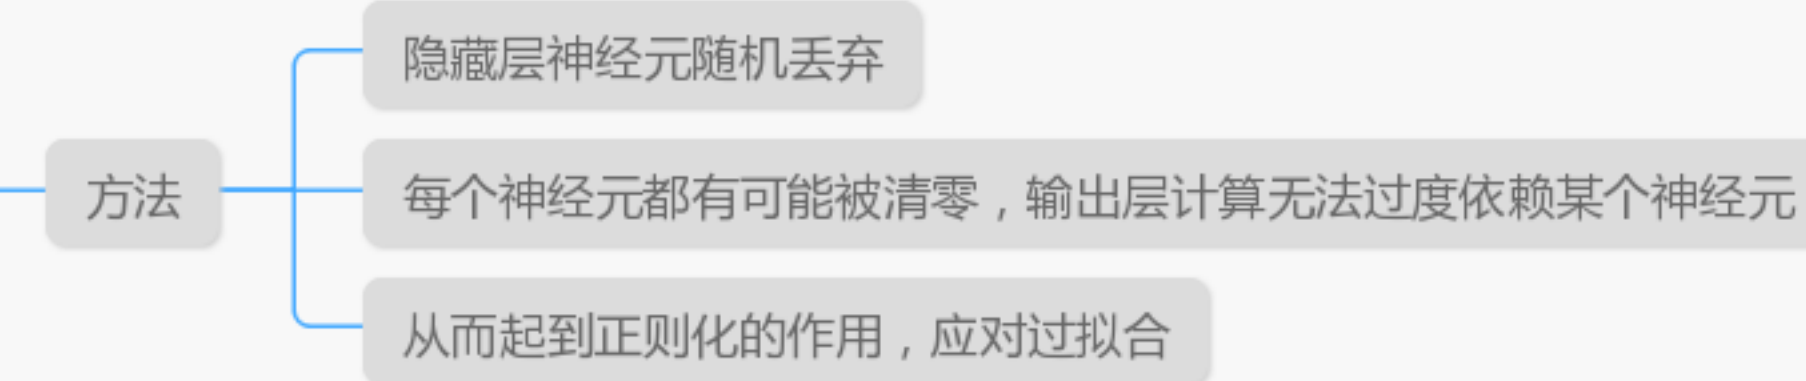 隐藏层神经元随机丢弃
方法
每个神经元都有可能被清零，输出层计算无法过度依赖某个神经元
从而起到正则化的作用，应对过拟合